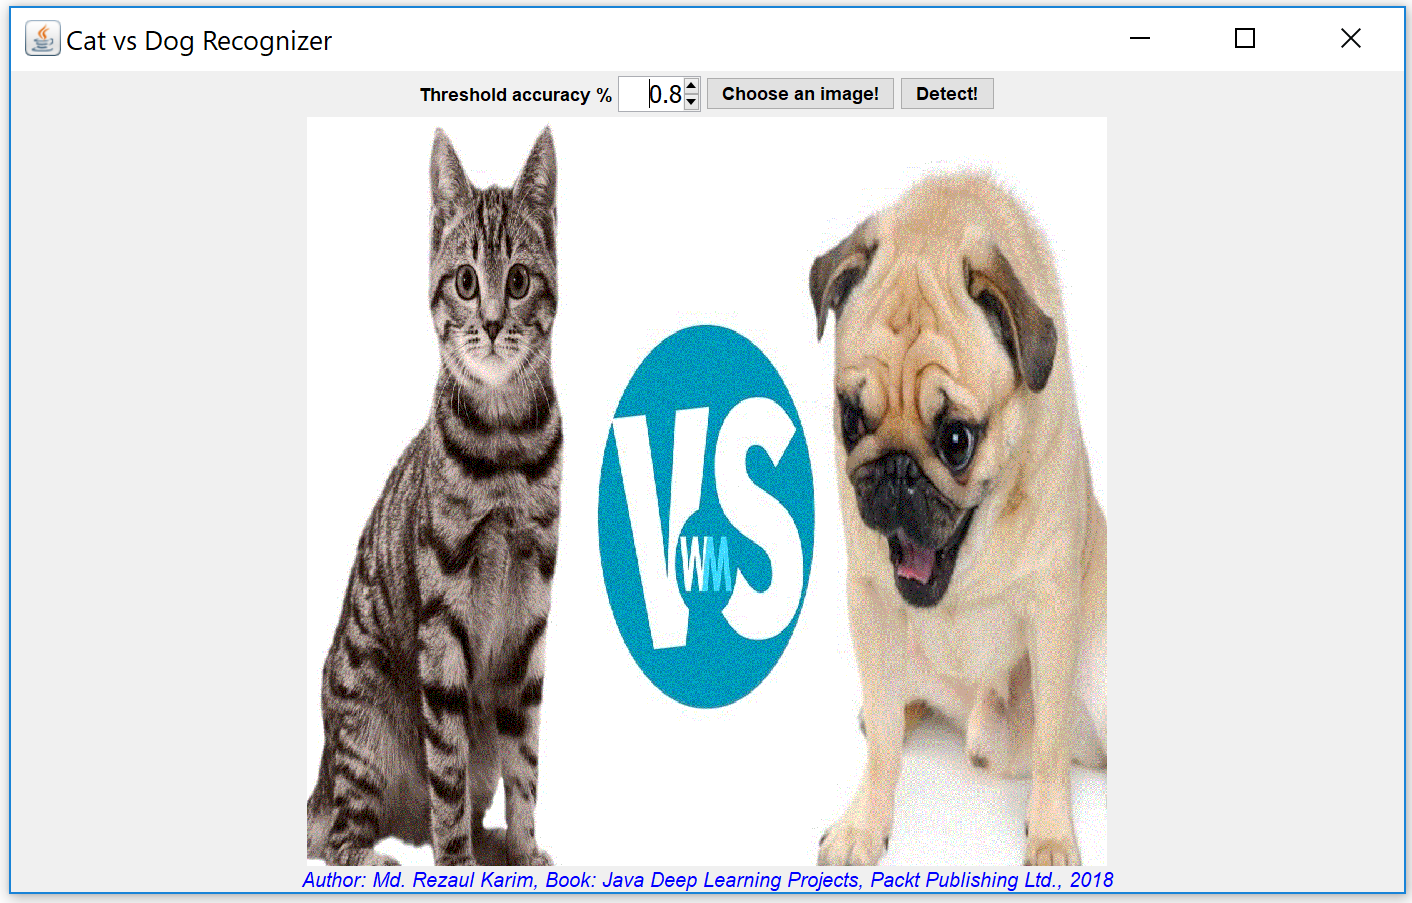 Cat vs Dog Recognizer
Threshold accuracy % 0.8 Choose an image! Detect!
VS
WM
Author: Md. Rezaul Karim, Book: Java Deep Learning Projects, Packt Publishing Ltd., 2018